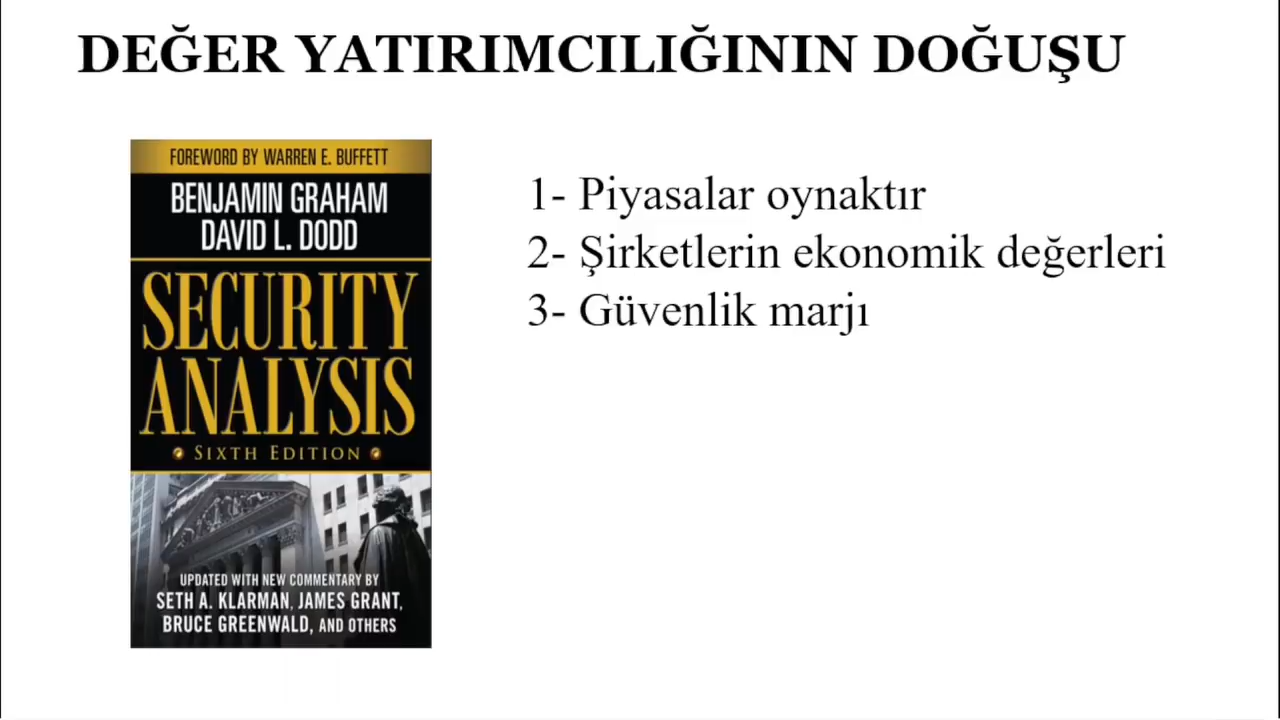 DEĞER YATIRIMCILIĞININ DOĞUŞU
FOREWORD BY WARREN E. BUFFETT
BENJAMIN GRAHAM
DAVID L. DODD
SECURITY
ANALYSIS
SIXTH EDITION
UPDATED WITH NEW COMMENTARY BY
SETH A. KLARMAN, JAMES GRANT,
BRUCE GREENWALD, AND OTHERS
1- Piyasalar oynaktır
2- Şirketlerin ekonomik değerleri
3- Güvenlik marjı